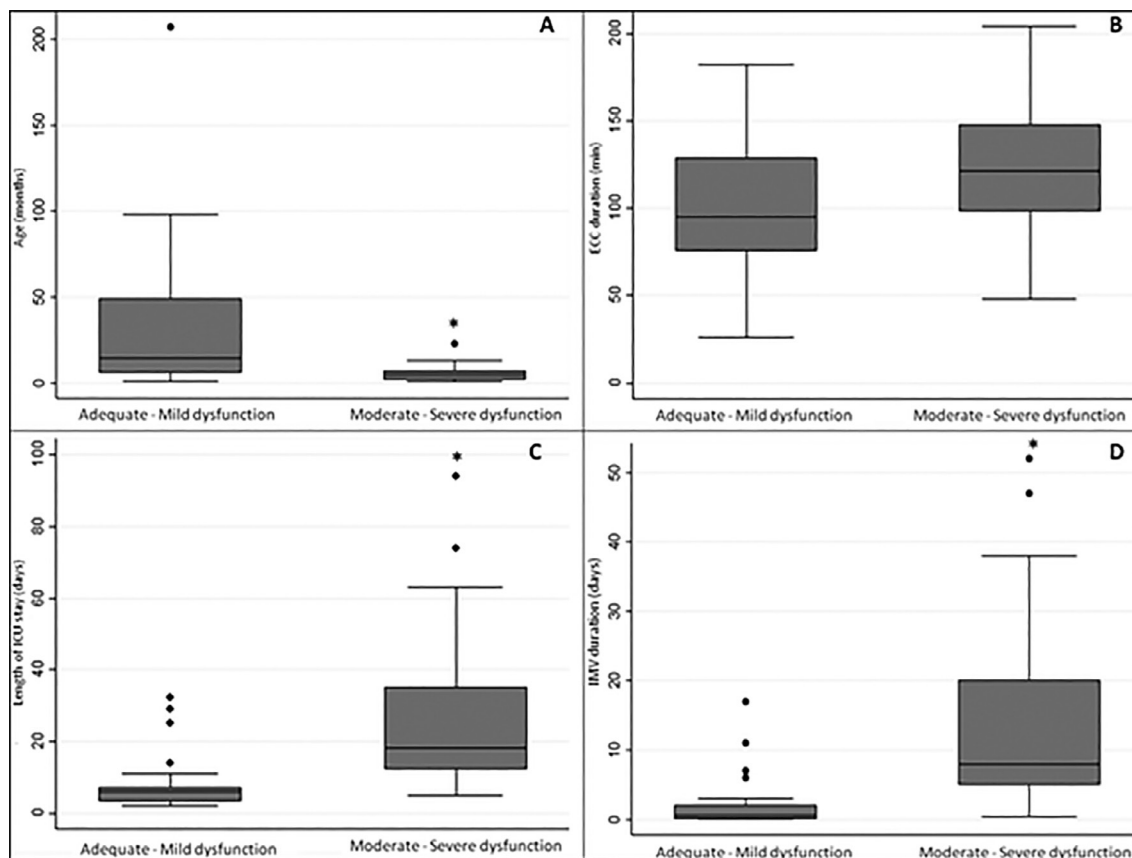 A
200
150
100
50
0
Age (months)
Adequate - Mild dysfunction
Moderate - Severe dysfunction
B
200
150
100
50
0
ECC duration (min)
Adequate - Mild dysfunction
Moderate - Severe dysfunction
C
100
80
60
40
20
0
Length of ICU stay (days)
Adequate - Mild dysfunction
Moderate - Severe dysfunction
D
50
40
30
20
10
0
IMV duration (days)
Adequate - Mild dysfunction
Moderate - Severe dysfunction